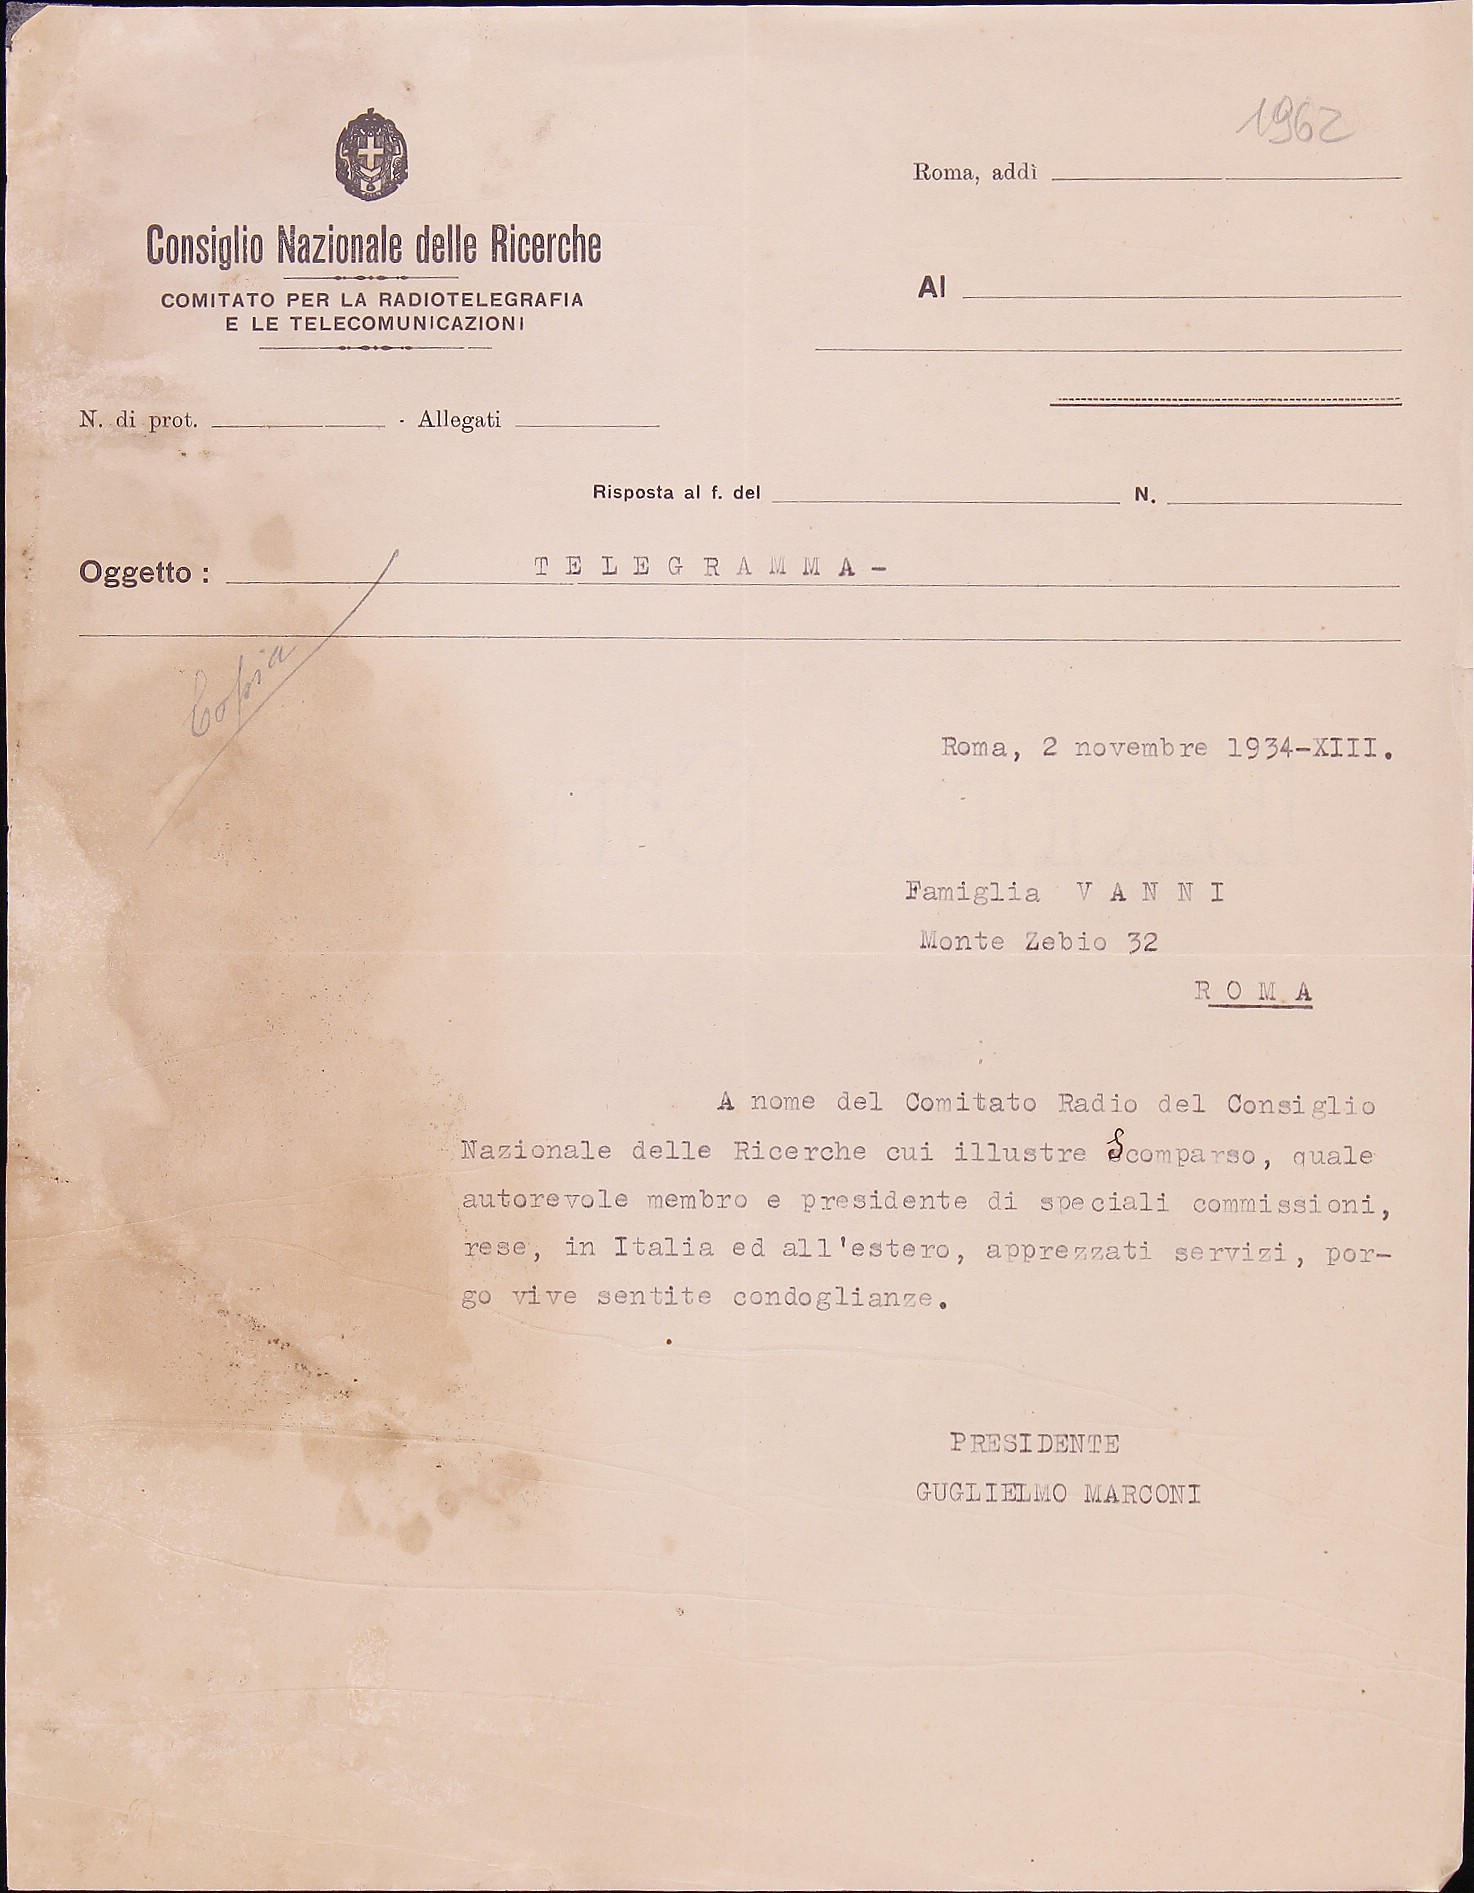 1962
Roma, addì
Consiglio Nazionale delle Ricerche
COMITATO PER LA RADIOTELEGRAFIA
E LE TELECOMUNICAZIONI
Al
N. di prot. - Allegati
Risposta al f. del N.
Oggetto : TELEGRAMMA-
Copia
Roma, 2 novembre 1934-XIII.
Famiglia VANNI
Monte Zebio 32
ROMA
A nome del Comitato Radio del Consiglio
Nazionale delle Ricerche cui illustre Scomparso, quale
autorevole membro e presidente di speciali commissioni,
rese, in Italia ed all'estero, apprezzati servizi, por-
go vive sentite condoglianze.
PRESIDENTE
GUGLIELMO MARCONI